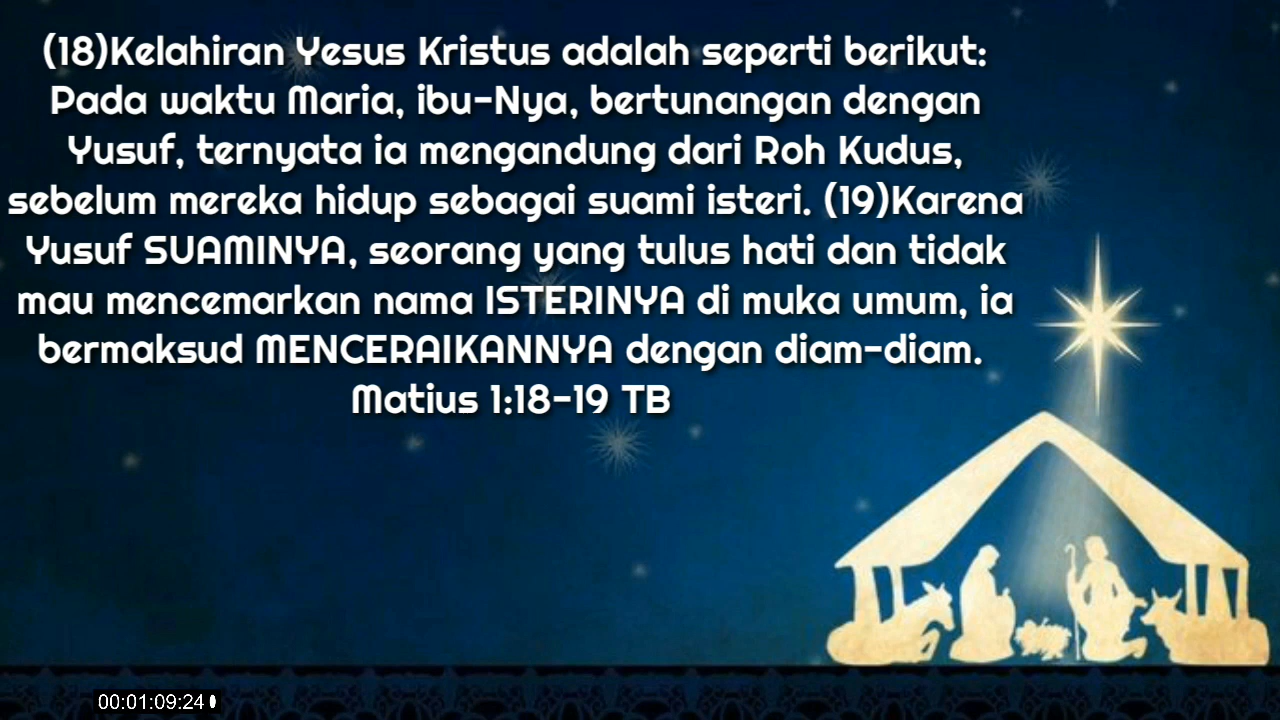 (18)Kelahiran Yesus Kristus adalah seperti berikut:
Pada waktu Maria, ibu-Nya, bertunangan dengan
Yusuf, ternyata ia mengandung dari Roh Kudus,
sebelum mereka hidup sebagai suami isteri. (19)Karena
Yusuf SUAMINYA, seorang yang tulus hati dan tidak
mau mencemarkan nama ISTERINYA di muka umum, ia
bermaksud MENCERAIKANNYA dengan diam-diam.
Matius 1:18-19 TB
00:01:09:24